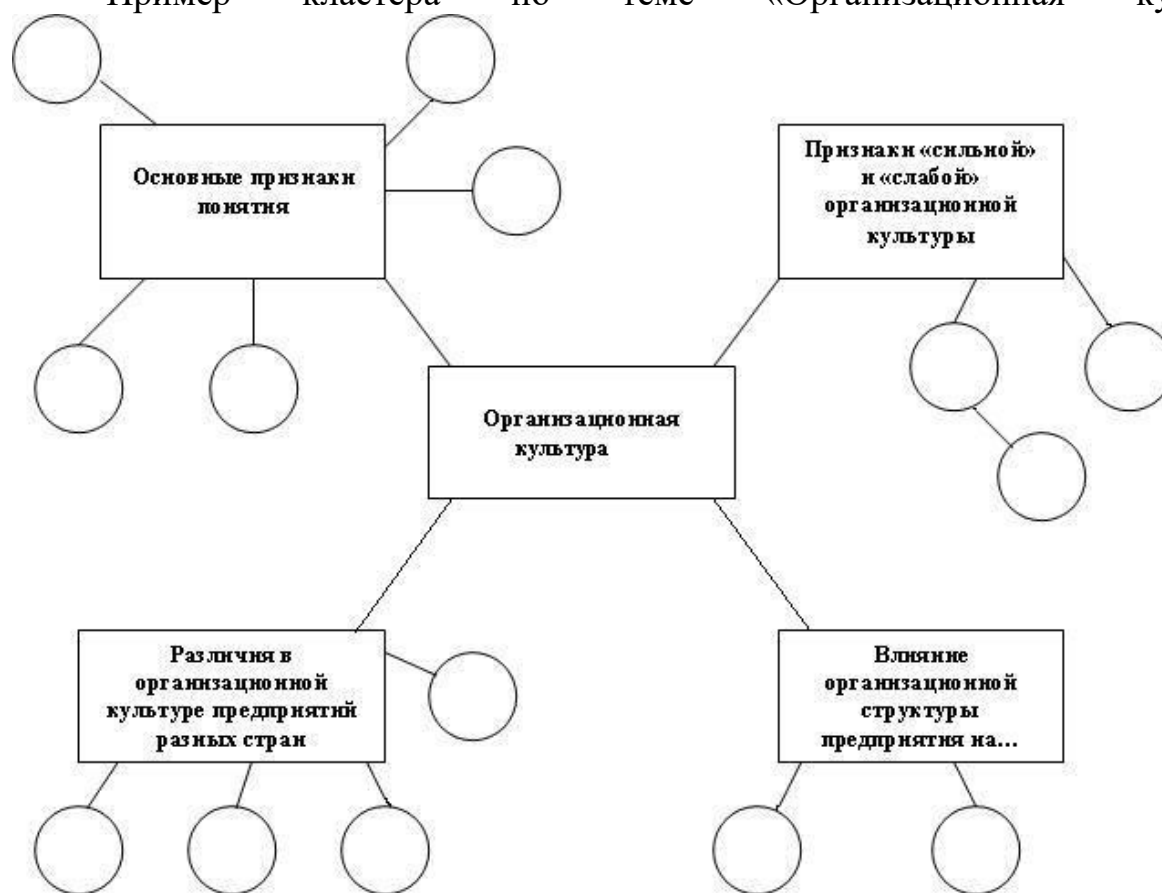 Пример кластера по теме «Организационная
Основные признаки
понятия
Признаки «сильной»
и «слабой»
организационной
культуры
Организационная
культура
Различия в
организационной
культуре предприятий
разных стран
Влияние
организационной
структуры
предприятия на...